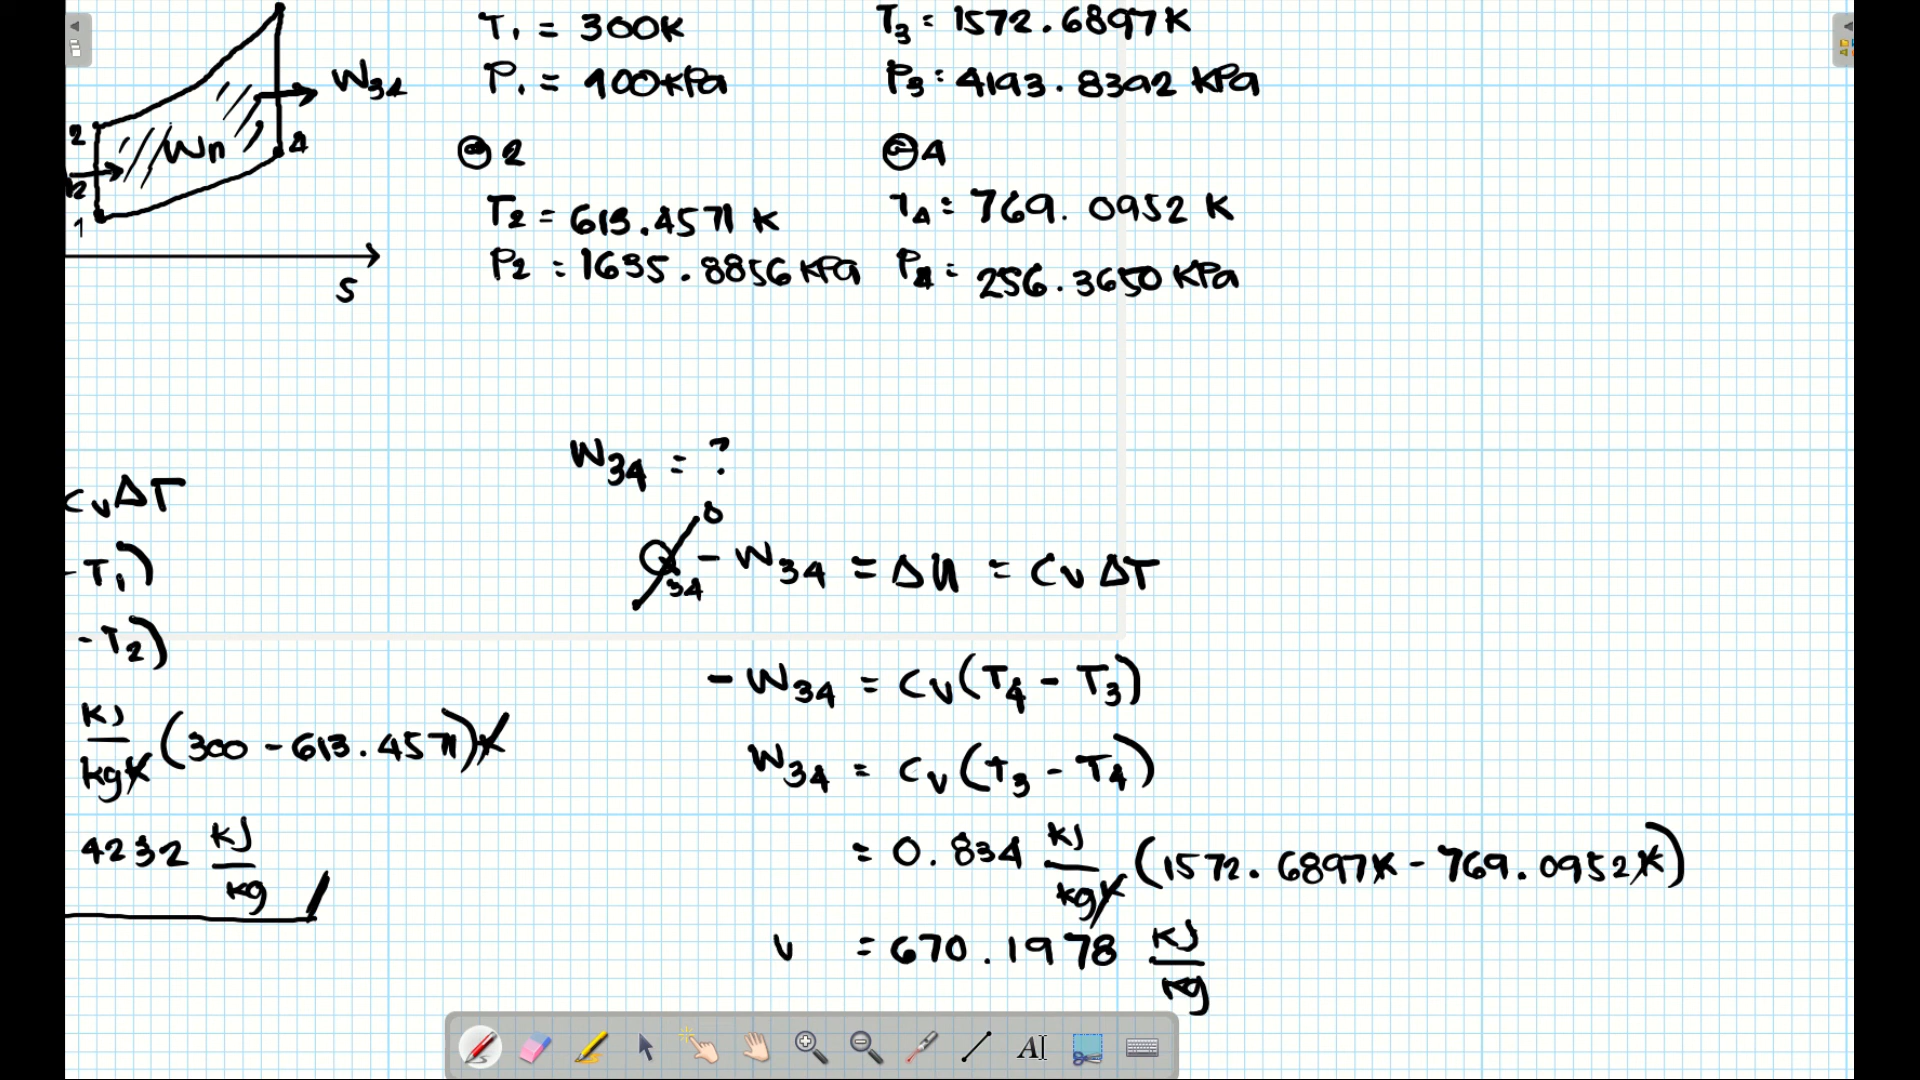 T₁ = 300K
P₁ = 100KPa
2
T₂ = 613.4571 K
P₂ = 1635.8856 KPa
T₃ = 1572.6897K
P₃ = 4193.8392 KPa
4
T₄ = 769.0952 K
P₄ = 256.3650 KPa
W₃₄
2
Wn
4
12
1
S
CvΔT
- T₁)
- T₂)
KJ/kgK (300 - 613.4571)K
4232 KJ/kg
W₃₄ = ?
Q₃₄ 0 - W₃₄ = ΔU = CvΔT
- W₃₄ = Cv(T₄ - T₃)
W₃₄ = Cv(T₃ - T₄)
= 0.834 KJ/kgK (1572.6897K - 769.0952K)
= 670.1978 KJ/kg
AI